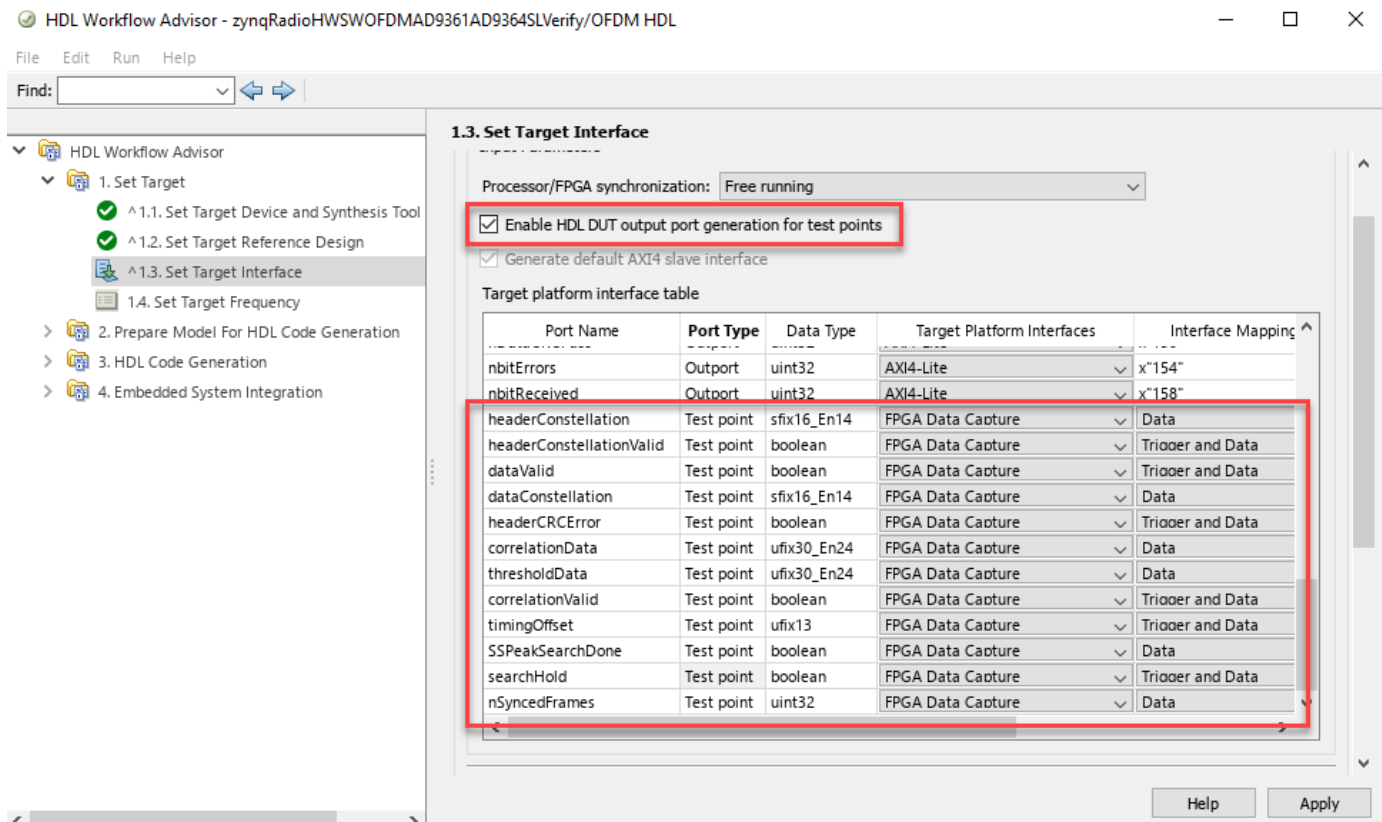 HDL Workflow Advisor - zynqRadioHWSWOFDMAD9361AD9364SLVerify/OFDM HDL
File Edit Run Help
Find:
HDL Workflow Advisor
1. Set Target
^1.1. Set Target Device and Synthesis Tool
^1.2. Set Target Reference Design
^1.3. Set Target Interface
1.4. Set Target Frequency
2. Prepare Model For HDL Code Generation
3. HDL Code Generation
4. Embedded System Integration
1.3. Set Target Interface
Processor/FPGA synchronization: Free running
Enable HDL DUT output port generation for test points
Generate default AXI4 slave interface
Target platform interface table
Port Name Port Type Data Type Target Platform Interfaces Interface Mapping
nbitErrors Outport uint32 AXI4-Lite x"154"
nbitReceived Outport uint32 AXI4-Lite x"158"
headerConstellation Test point sfix16_En14 FPGA Data Capture Data
headerConstellationValid Test point boolean FPGA Data Capture Trigger and Data
dataValid Test point boolean FPGA Data Capture Trigger and Data
dataConstellation Test point sfix16_En14 FPGA Data Capture Data
headerCRCError Test point boolean FPGA Data Capture Trigger and Data
correlationData Test point ufix30_En24 FPGA Data Capture Data
thresholdData Test point ufix30_En24 FPGA Data Capture Data
correlationValid Test point boolean FPGA Data Capture Trigger and Data
timingOffset Test point ufix13 FPGA Data Capture Trigger and Data
SSPeakSearchDone Test point boolean FPGA Data Capture Data
searchHold Test point boolean FPGA Data Capture Trigger and Data
nSyncedFrames Test point uint32 FPGA Data Capture Data
Help Apply